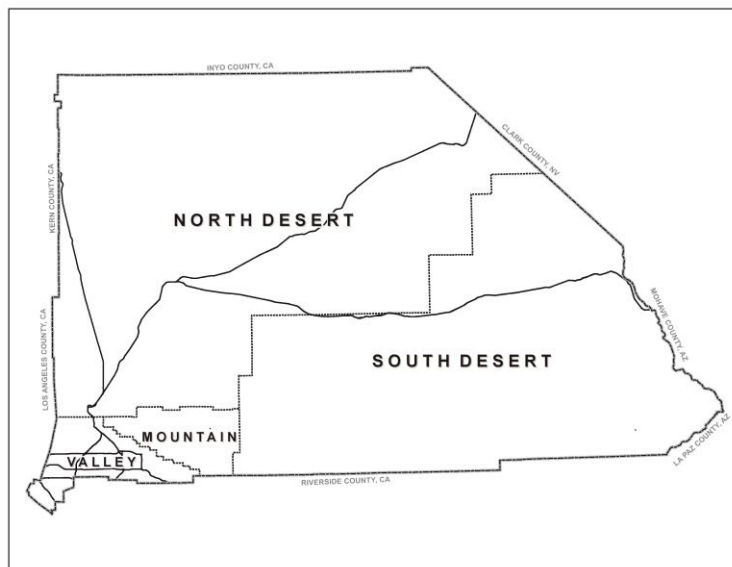 INYO COUNTY, CA
CLARK COUNTY, NV
KERN COUNTY, CA
NORTH DESERT
MOHAVE COUNTY, AZ
LOS ANGELES COUNTY, CA
SOUTH DESERT
MOUNTAIN
LA PAZ COUNTY, AZ
VALLEY
RIVERSIDE COUNTY, CA